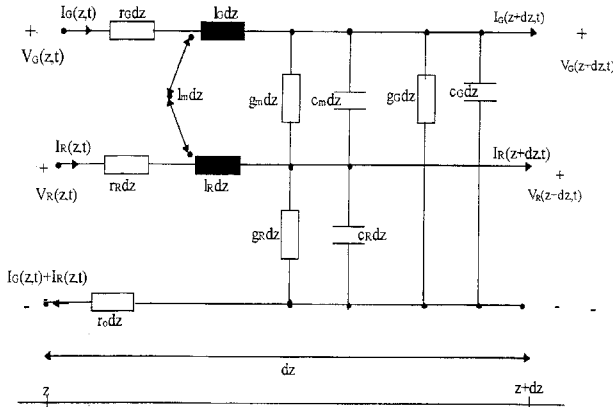 IG(z,t) rGdz lGdz IG(z+dz,t)
+ +
VG(z,t) VG(z+dz,t)
lmdz gmdz cmdz gGdz cGdz
IR(z,t) IR(z+dz,t)
+ +
VR(z,t) rRdz lRdz VR(z-dz,t)
gRdz cRdz
IG(z,t)+IR(z,t)
- - -
rodz
dz
z z+dz